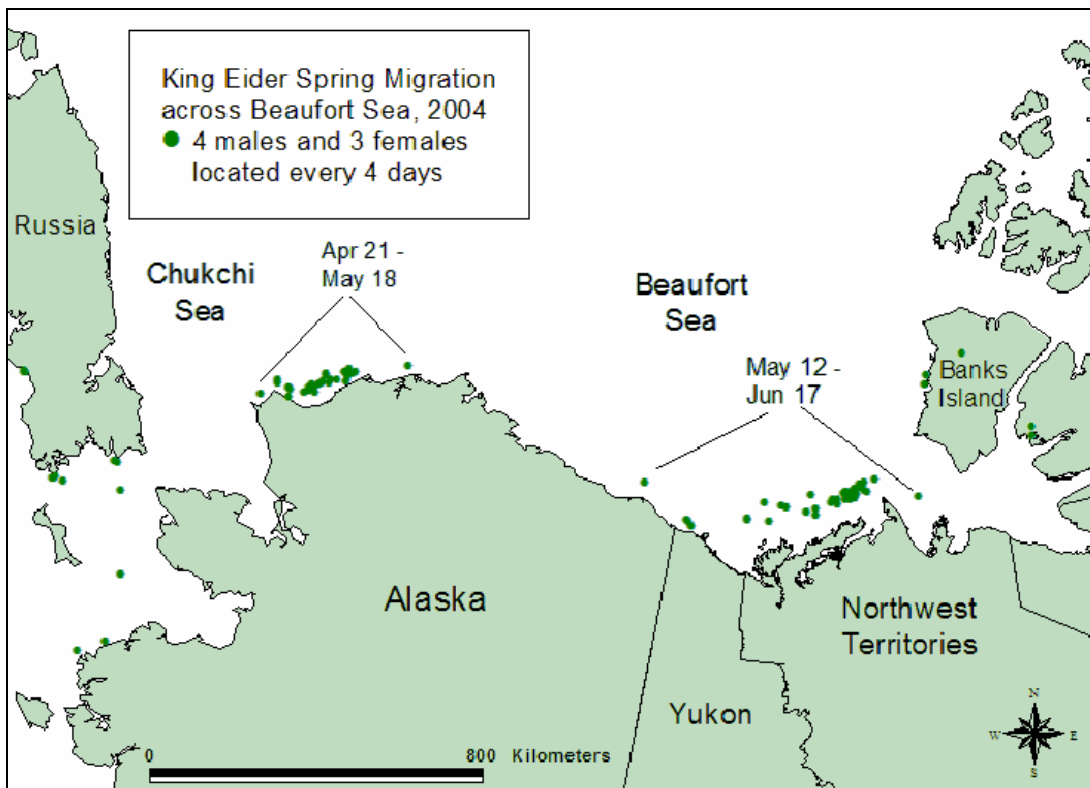 King Eider Spring Migration
across Beaufort Sea, 2004
4 males and 3 females
located every 4 days
Russia
Chukchi
Sea
Apr 21 -
May 18
Beaufort
Sea
May 12 -
Jun 17
Banks
Island
Alaska
Northwest
Territories
Yukon
0 800 Kilometers
N
W E
S